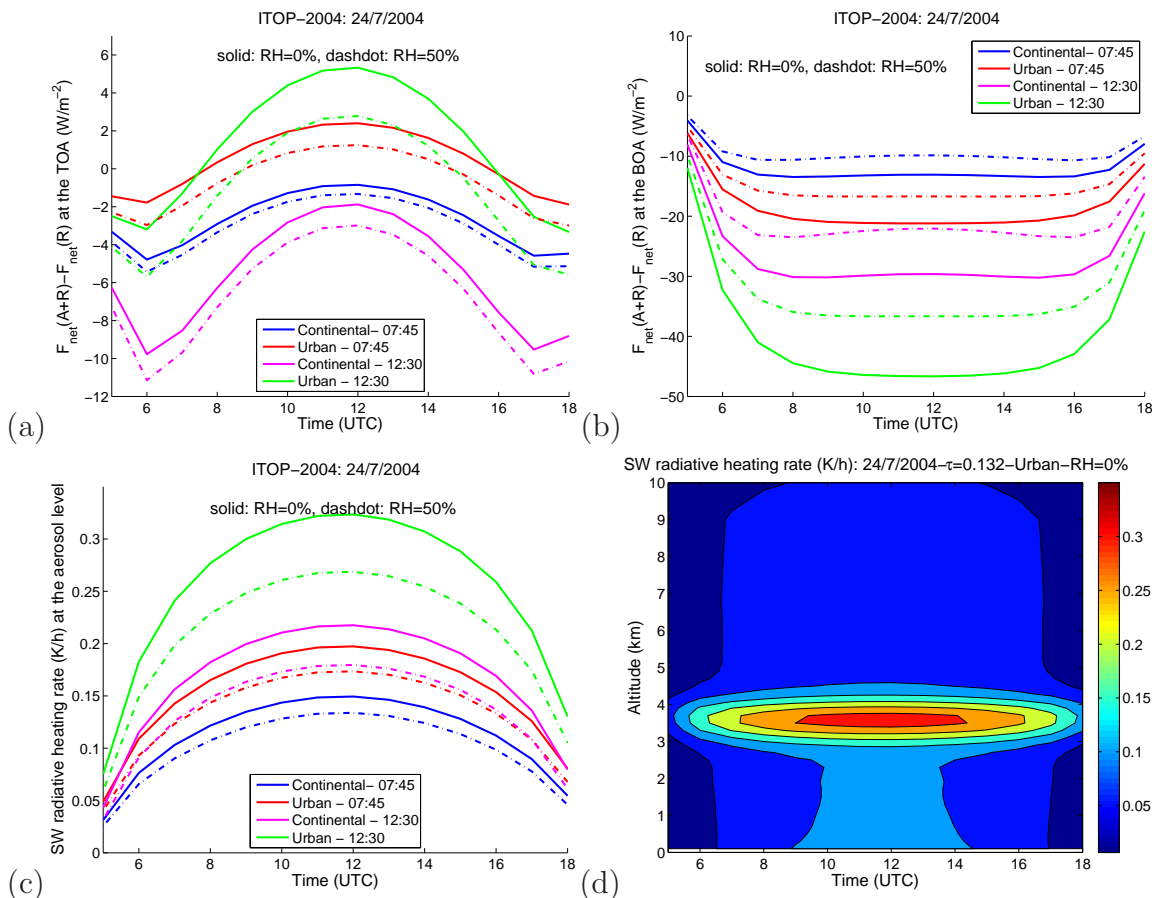 ITOP−2004: 24/7/2004
solid: RH=0%, dashdot: RH=50%
F_net(A+R)−F_net(R) at the TOA (W/m^−2)
6
4
2
0
−2
−4
−6
−8
−10
−12
Continental− 07:45
Urban − 07:45
Continental − 12:30
Urban − 12:30
6 8 10 12 14 16 18
Time (UTC)
(a)
ITOP−2004: 24/7/2004
solid: RH=0%, dashdot: RH=50%
Continental− 07:45
Urban − 07:45
Continental − 12:30
Urban − 12:30
F_net(A+R)−F_net(R) at the BOA (W/m^−2)
10
0
−10
−20
−30
−40
−50
6 8 10 12 14 16 18
Time (UTC)
(b)
ITOP−2004: 24/7/2004
solid: RH=0%, dashdot: RH=50%
SW radiative heating rate (K/h) at the aerosol level
0.3
0.25
0.2
0.15
0.1
0.05
0
Continental− 07:45
Urban − 07:45
Continental − 12:30
Urban − 12:30
6 8 10 12 14 16 18
Time (UTC)
(c)
SW radiative heating rate (K/h): 24/7/2004−τ=0.132−Urban−RH=0%
Altitude (km)
10
9
8
7
6
5
4
3
2
1
0
6 8 10 12 14 16 18
Time (UTC)
0.3
0.25
0.2
0.15
0.1
0.05
(d)